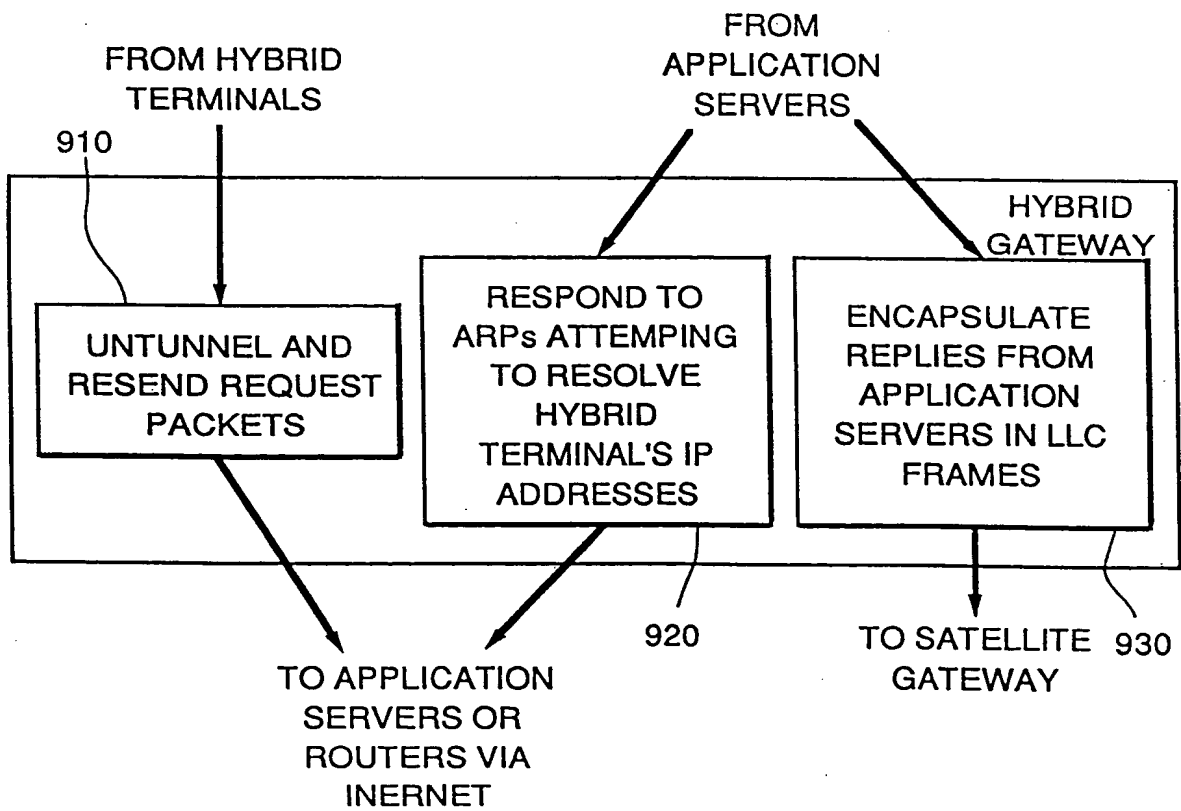 FROM HYBRID
TERMINALS
FROM
APPLICATION
SERVERS
910
HYBRID
GATEWAY
UNTUNNEL AND
RESEND REQUEST
PACKETS
RESPOND TO
ARPs ATTEMPING
TO RESOLVE
HYBRID
TERMINAL'S IP
ADDRESSES
ENCAPSULATE
REPLIES FROM
APPLICATION
SERVERS IN LLC
FRAMES
920
930
TO APPLICATION
SERVERS OR
ROUTERS VIA
INERNET
TO SATELLITE
GATEWAY